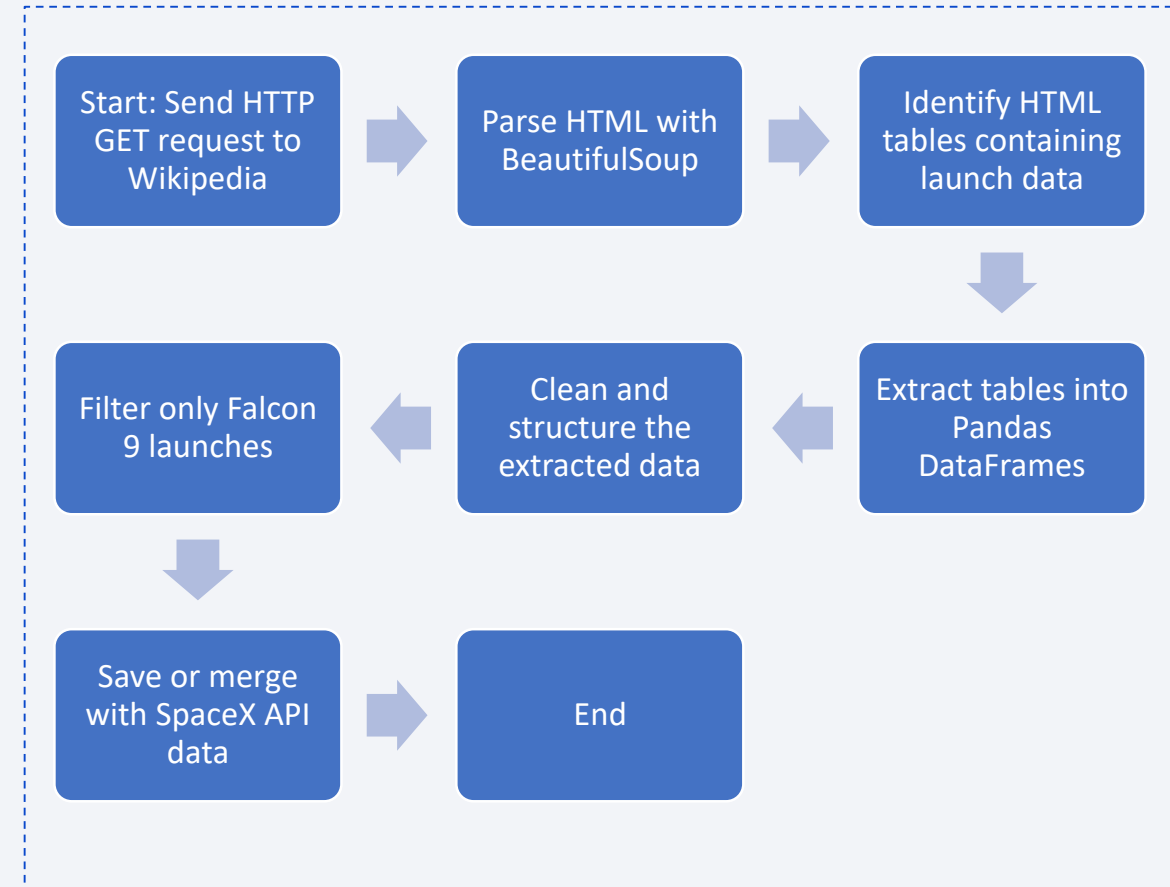 Start: Send HTTP
GET request to
Wikipedia
Parse HTML with
BeautifulSoup
Identify HTML
tables containing
launch data
Extract tables into
Pandas
DataFrames
Clean and
structure the
extracted data
Filter only Falcon
9 launches
Save or merge
with SpaceX API
data
End